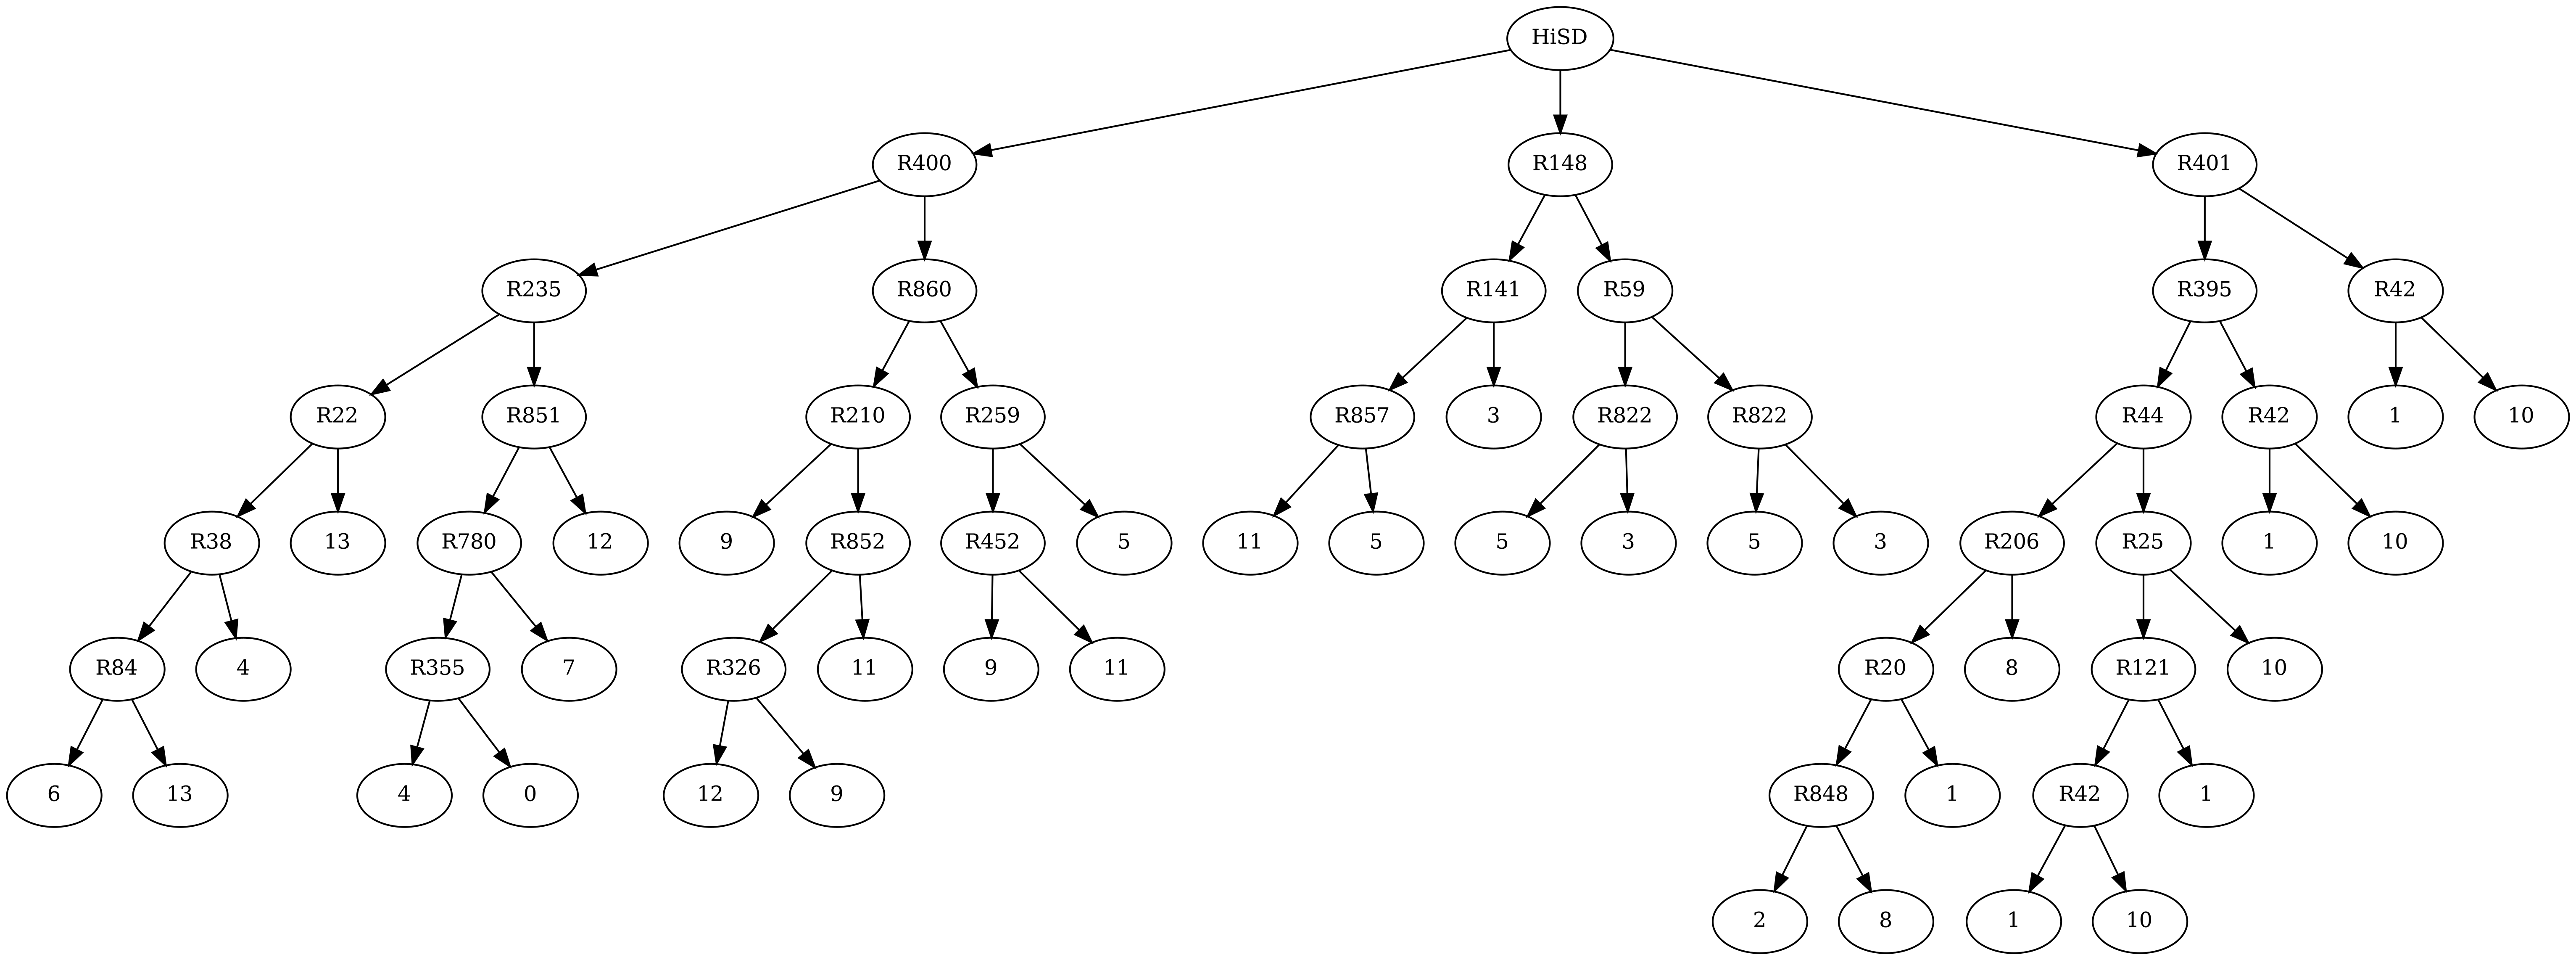 HiSD
R400 R148 R401
R235 R860 R141 R59 R395 R42
R22 R851 R210 R259 R857 3 R822 R822 R44 R42 1 10
R38 13 R780 12 9 R852 R452 5 11 5 5 3 5 3 R206 R25 1 10
R84 4 R355 7 R326 11 9 11 R20 8 R121 10
6 13 4 0 12 9 R848 1 R42 1
2 8 1 10